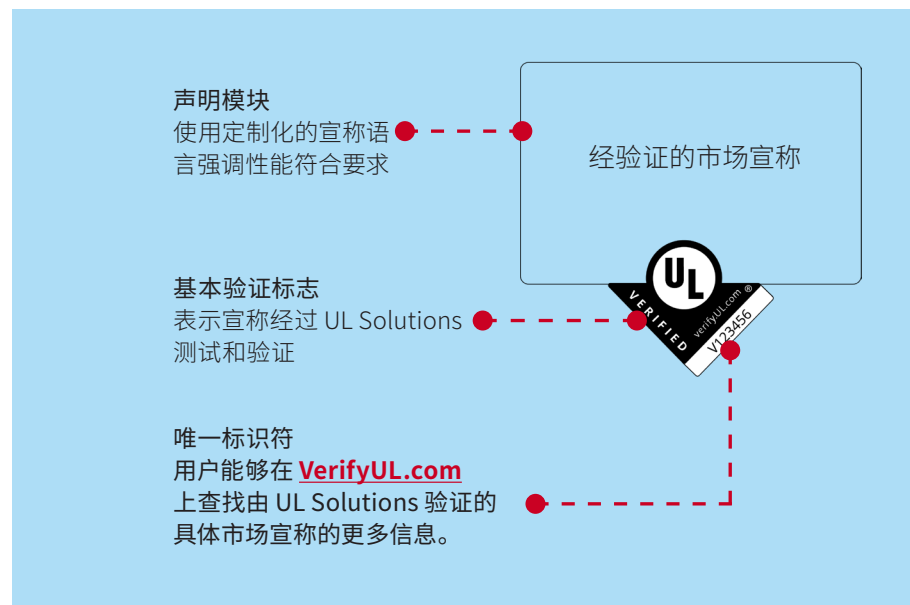 声明模块
使用定制化的宣称语
言强调性能符合要求
经验证的市场宣称
基本验证标志
表示宣称经过 UL Solutions
测试和验证
UL
VERIFIED
verifyUL.com ®
V123456
唯一标识符
用户能够在 VerifyUL.com
上查找由 UL Solutions 验证的
具体市场宣称的更多信息。